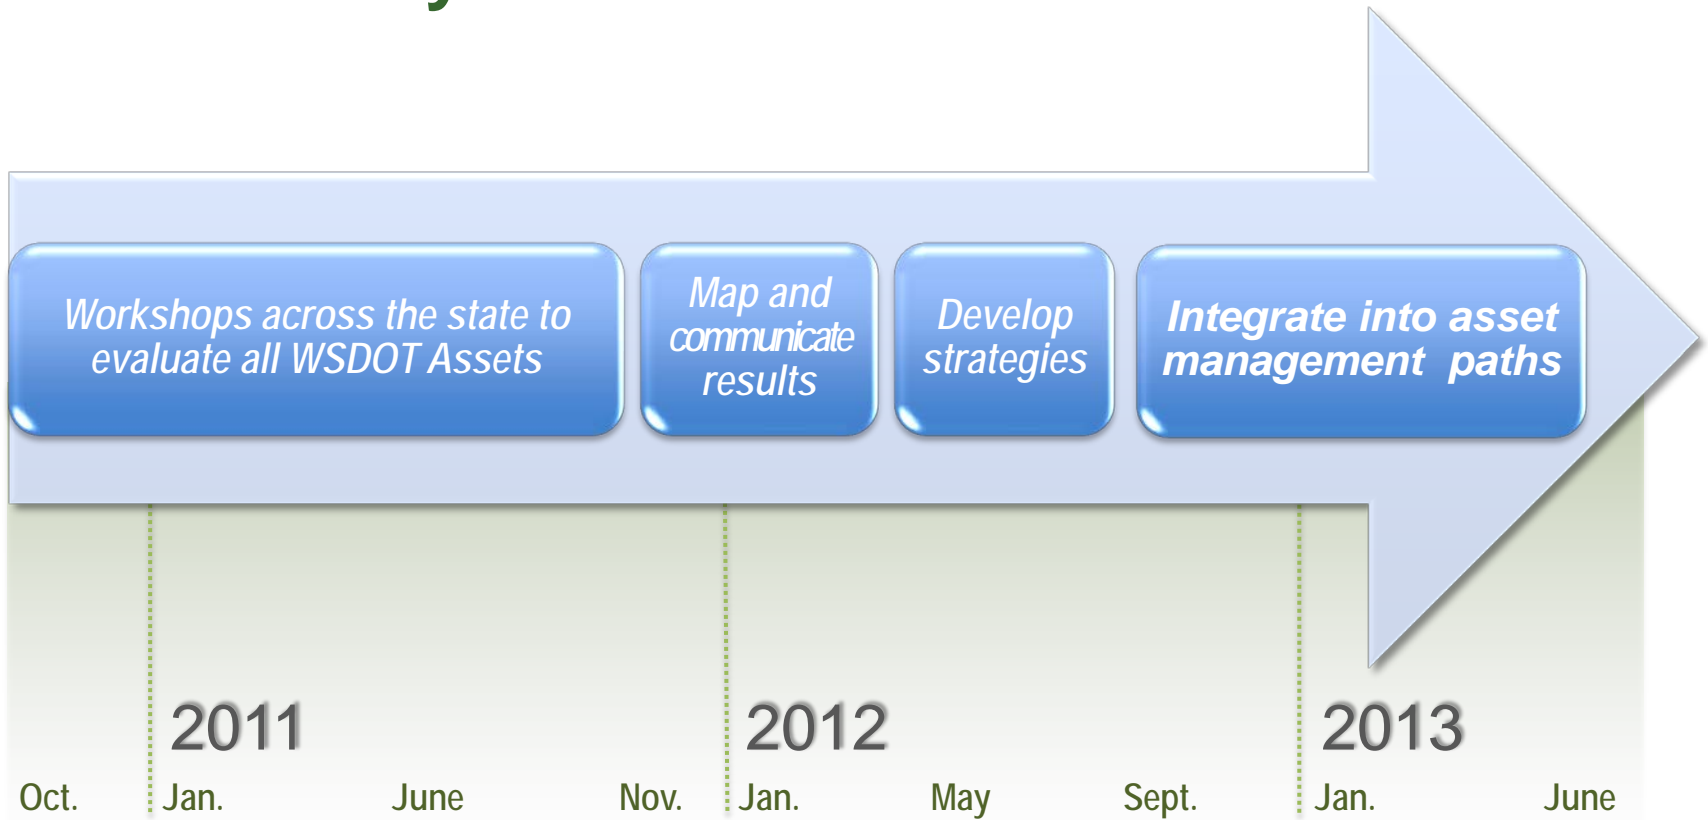 Workshops across the state to
evaluate all WSDOT Assets
Map and
communicate
results
Develop
strategies
Integrate into asset
management paths
2011
2012
2013
Oct.
Jan.
June
Nov.
Jan.
May
Sept.
Jan.
June